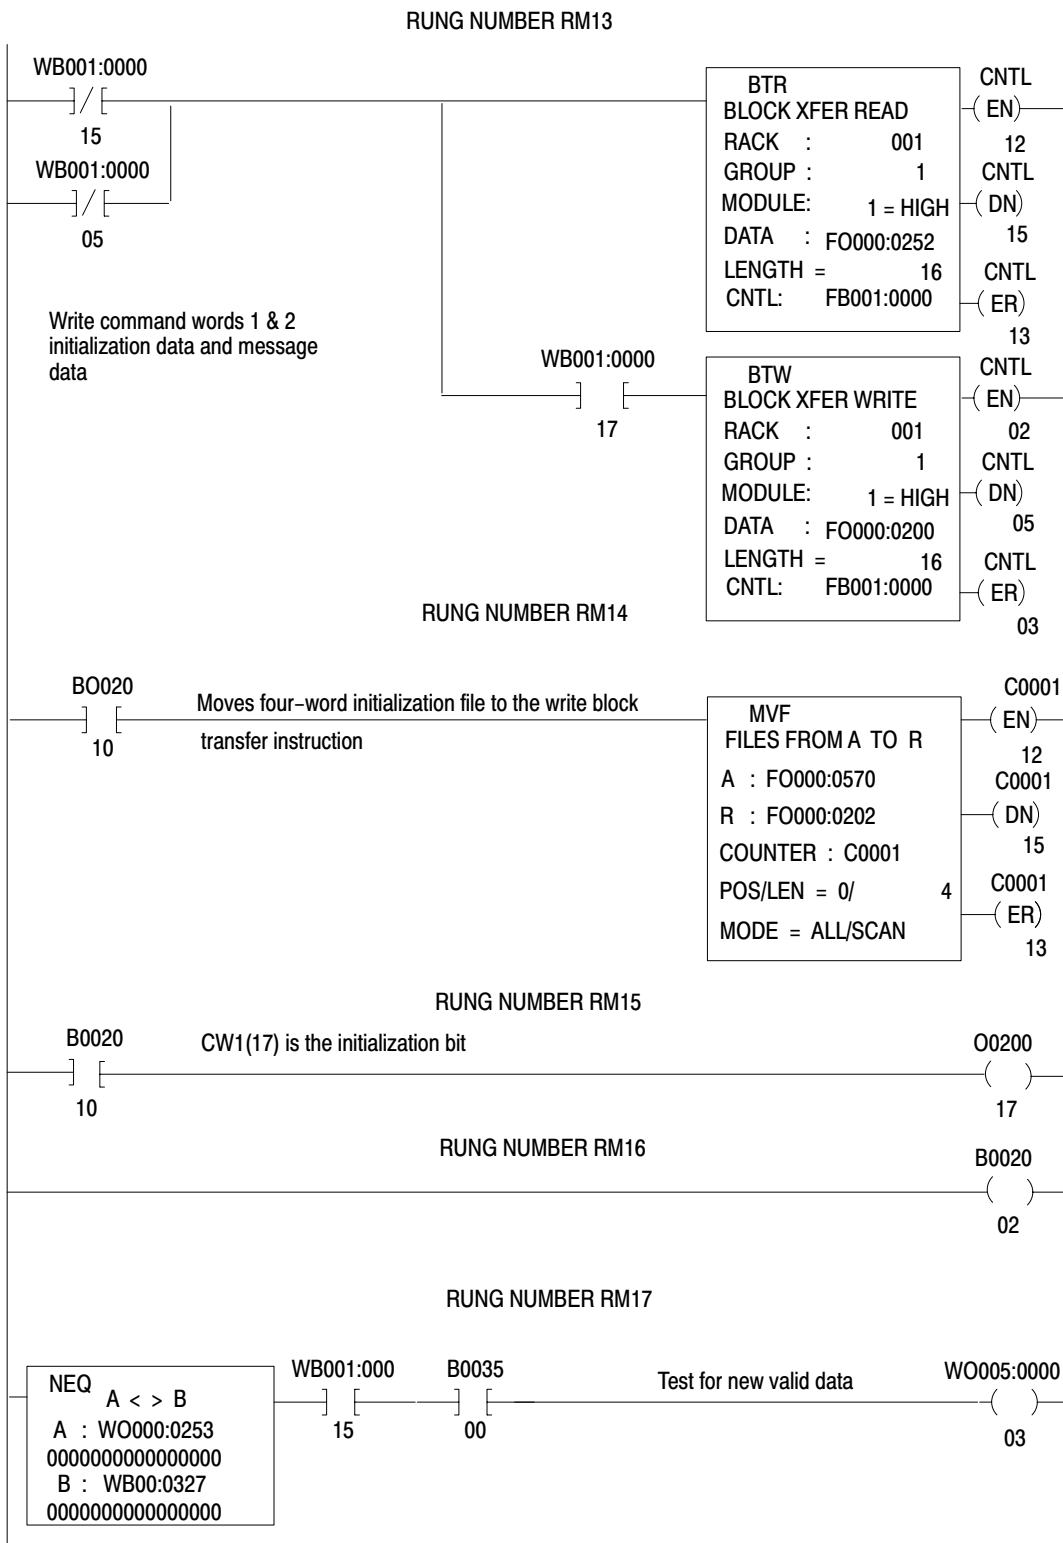 RUNG NUMBER RM13
WB001:0000
15
WB001:0000
05
Write command words 1 & 2
initialization data and message
data
BTR
BLOCK XFER READ
RACK : 001
GROUP : 1
MODULE: 1 = HIGH
DATA : FO000:0252
LENGTH = 16
CNTL: FB001:0000
CNTL
EN
12
CNTL
DN
15
CNTL
ER
13
WB001:0000
17
BTW
BLOCK XFER WRITE
RACK : 001
GROUP : 1
MODULE: 1 = HIGH
DATA : FO000:0200
LENGTH = 16
CNTL: FB001:0000
CNTL
EN
02
CNTL
DN
05
CNTL
ER
03
RUNG NUMBER RM14
BO020
10
Moves four-word initialization file to the write block
transfer instruction
MVF
FILES FROM A TO R
A : FO000:0570
R : FO000:0202
COUNTER : C0001
POS/LEN = 0/ 4
MODE = ALL/SCAN
C0001
EN
12
C0001
DN
15
C0001
ER
13
RUNG NUMBER RM15
B0020
10
CW1(17) is the initialization bit
O0200
17
RUNG NUMBER RM16
B0020
02
RUNG NUMBER RM17
NEQ
A < > B
A : WO000:0253
0000000000000000
B : WB00:0327
0000000000000000
WB001:000
15
B0035
00
Test for new valid data
WO005:0000
03